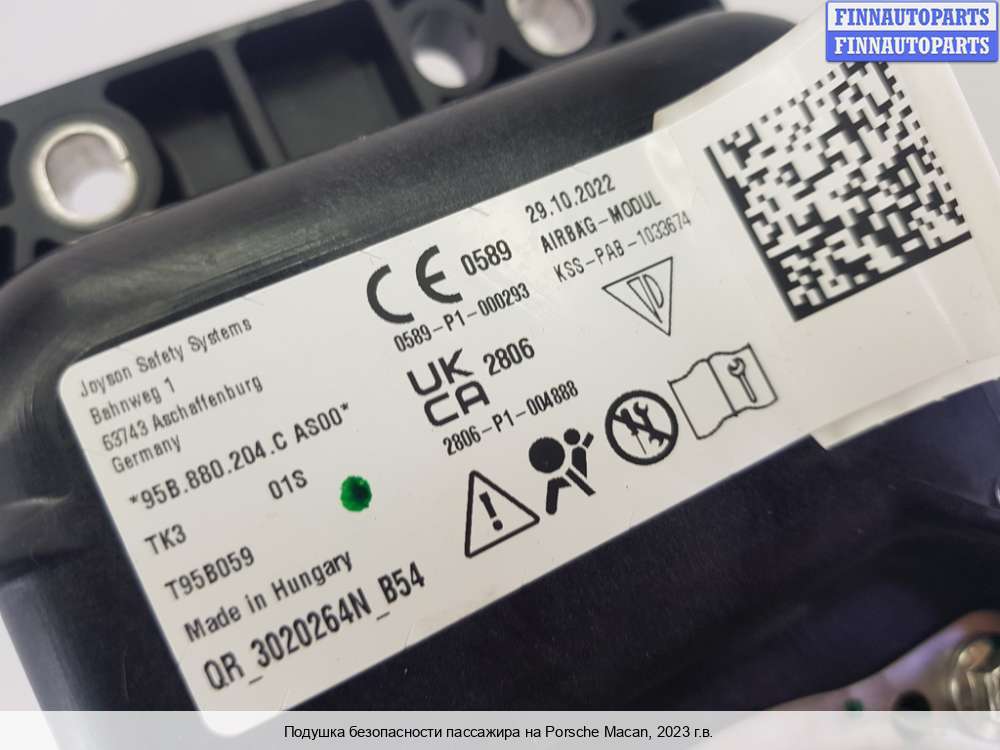 FINNAUTOPARTS
FINNAUTOPARTS
Joyson Safety Systems
Bahnweg 1
63743 Aschaffenburg
Germany
*95B.880.204.C AS00*
01S
TK3
T95B059
Made in Hungary
QR_3020264N_B54
CE 0589
0589-P1-000293
UK
CA 2806
2806-P1-004888
29.10.2022
AIRBAG-MODUL
KSS-PAB-1033674
Подушка безопасности пассажира на Porsche Macan, 2023 г.в.